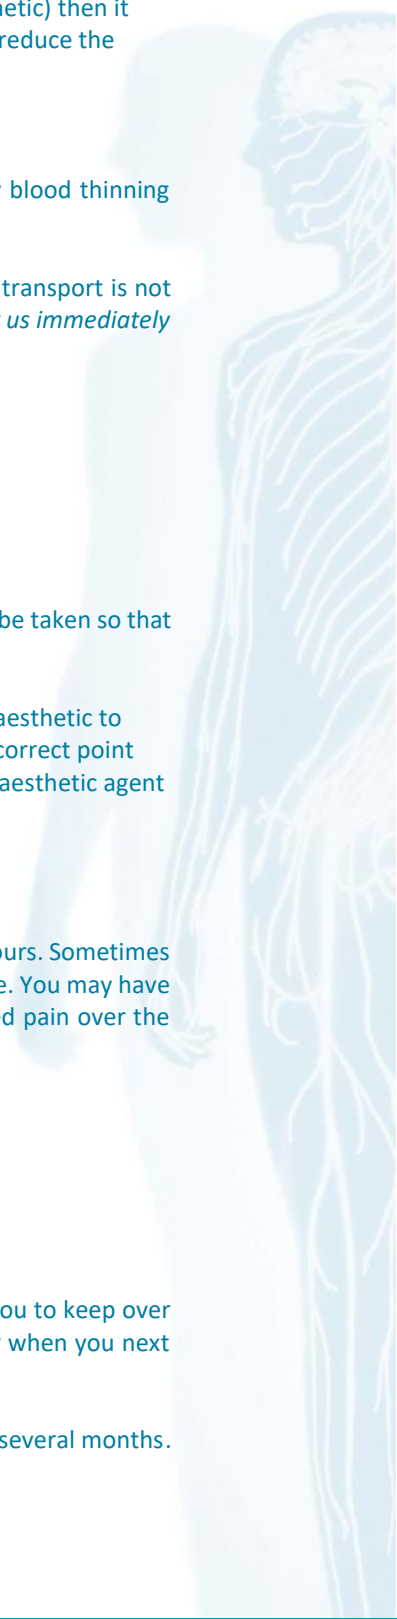 netic) then it
reduce the
blood thinning
transport is not
us immediately
be taken so that
aesthetic to
correct point
aesthetic agent
ours. Sometimes
e. You may have
ed pain over the
ou to keep over
when you next
several months.